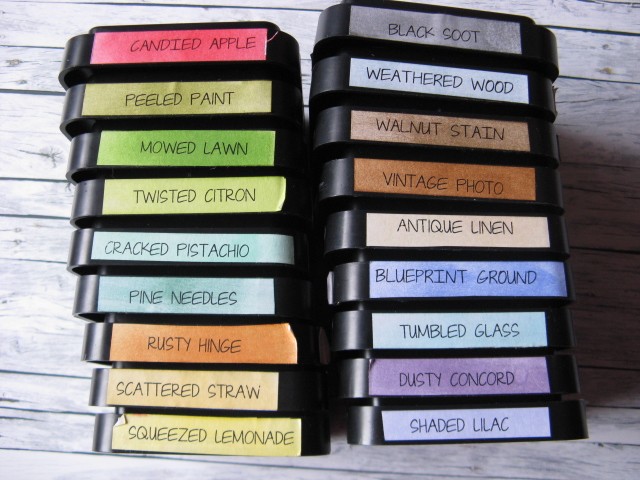 CANDIED APPLE
PEELED PAINT
MOWED LAWN
TWISTED CITRON
CRACKED PISTACHIO
PINE NEEDLES
RUSTY HINGE
SCATTERED STRAW
SQUEEZED LEMONADE
BLACK SOOT
WEATHERED WOOD
WALNUT STAIN
VINTAGE PHOTO
ANTIQUE LINEN
BLUEPRINT GROUND
TUMBLED GLASS
DUSTY CONCORD
SHADED LILAC